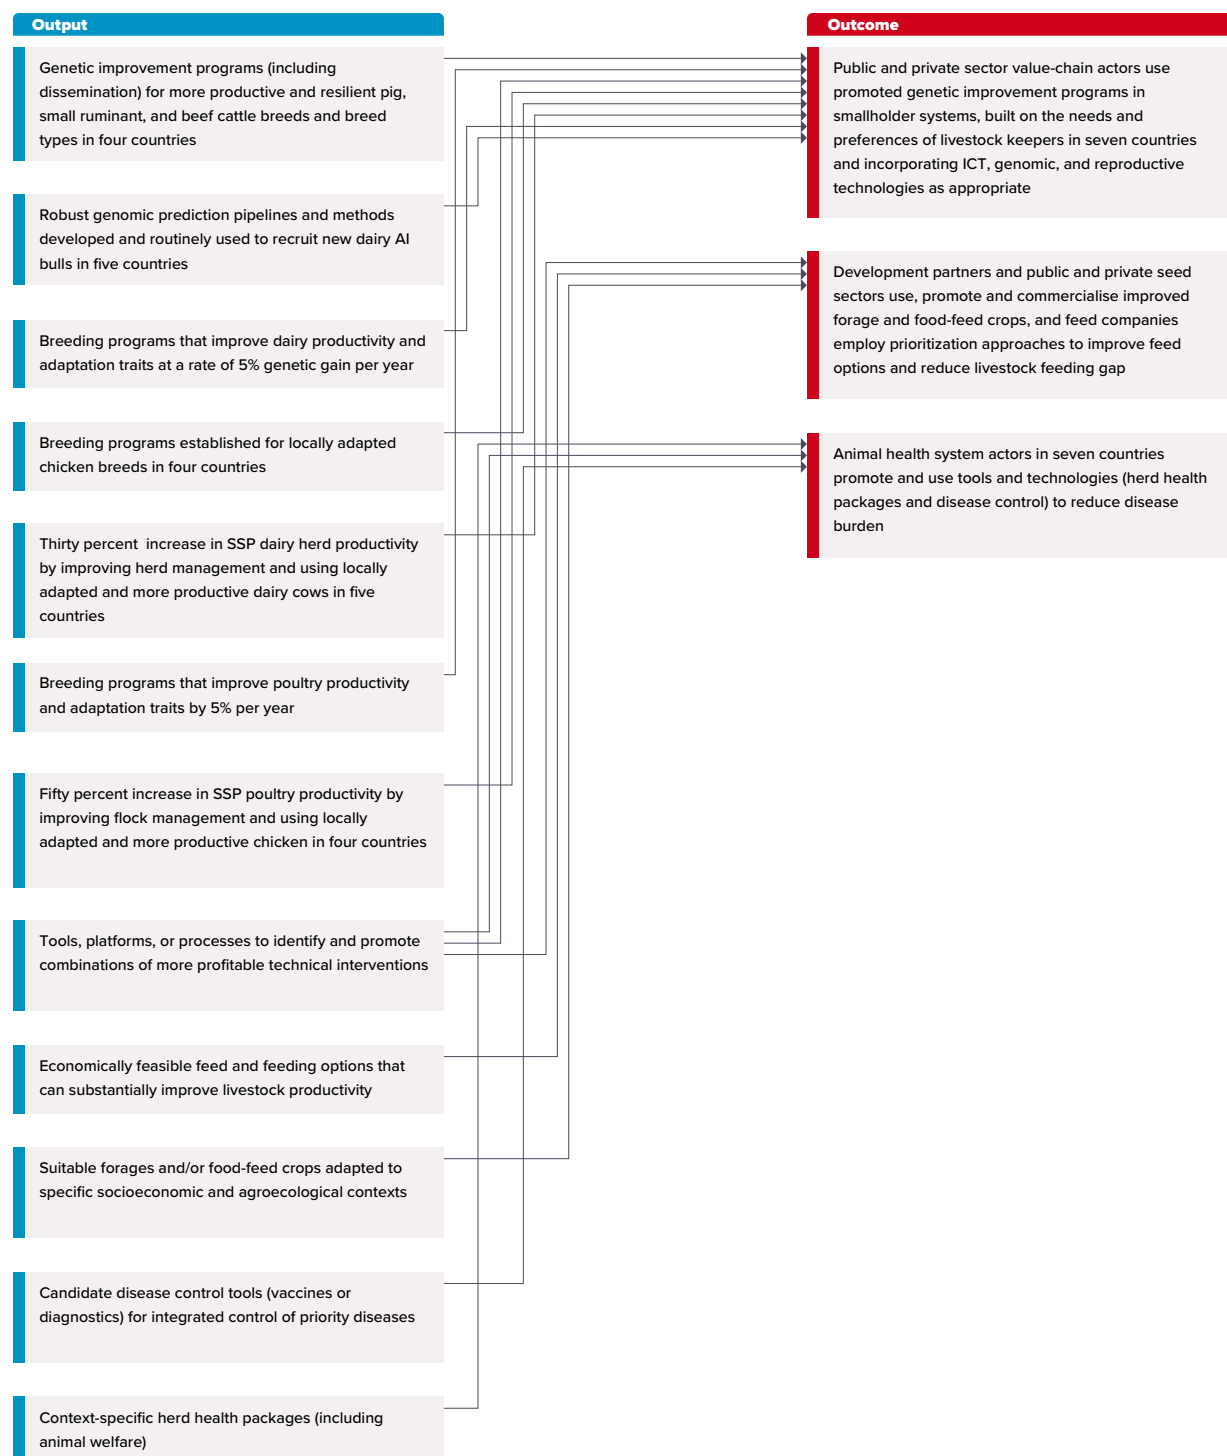 Output
Genetic improvement programs (including
dissemination) for more productive and resilient pig,
small ruminant, and beef cattle breeds and breed
types in four countries
Robust genomic prediction pipelines and methods
developed and routinely used to recruit new dairy AI
bulls in five countries
Breeding programs that improve dairy productivity and
adaptation traits at a rate of 5% genetic gain per year
Breeding programs established for locally adapted
chicken breeds in four countries
Thirty percent increase in SSP dairy herd productivity
by improving herd management and using locally
adapted and more productive dairy cows in five
countries
Breeding programs that improve poultry productivity
and adaptation traits by 5% per year
Fifty percent increase in SSP poultry productivity by
improving flock management and using locally
adapted and more productive chicken in four countries
Tools, platforms, or processes to identify and promote
combinations of more profitable technical interventions
Economically feasible feed and feeding options that
can substantially improve livestock productivity
Suitable forages and/or food-feed crops adapted to
specific socioeconomic and agroecological contexts
Candidate disease control tools (vaccines or
diagnostics) for integrated control of priority diseases
Context-specific herd health packages (including
animal welfare)
Outcome
Public and private sector value-chain actors use
promoted genetic improvement programs in
smallholder systems, built on the needs and
preferences of livestock keepers in seven countries
and incorporating ICT, genomic, and reproductive
technologies as appropriate
Development partners and public and private seed
sectors use, promote and commercialise improved
forage and food-feed crops, and feed companies
employ prioritization approaches to improve feed
options and reduce livestock feeding gap
Animal health system actors in seven countries
promote and use tools and technologies (herd health
packages and disease control) to reduce disease
burden